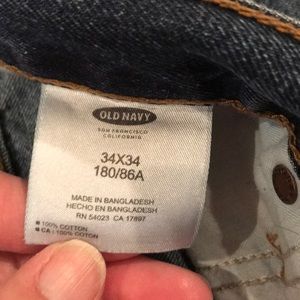 OLD NAVY
SAN FRANCISCO
CALIFORNIA
34X34
180/86A
MADE IN BANGLADESH
HECHO EN BANGLADESH
RN 54023 CA 17897
100% COTTON
CA: 100% COTON